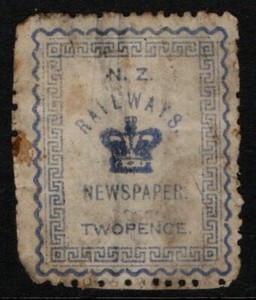 N. Z.
RAILWAYS.
NEWSPAPER.
TWOPENCE.